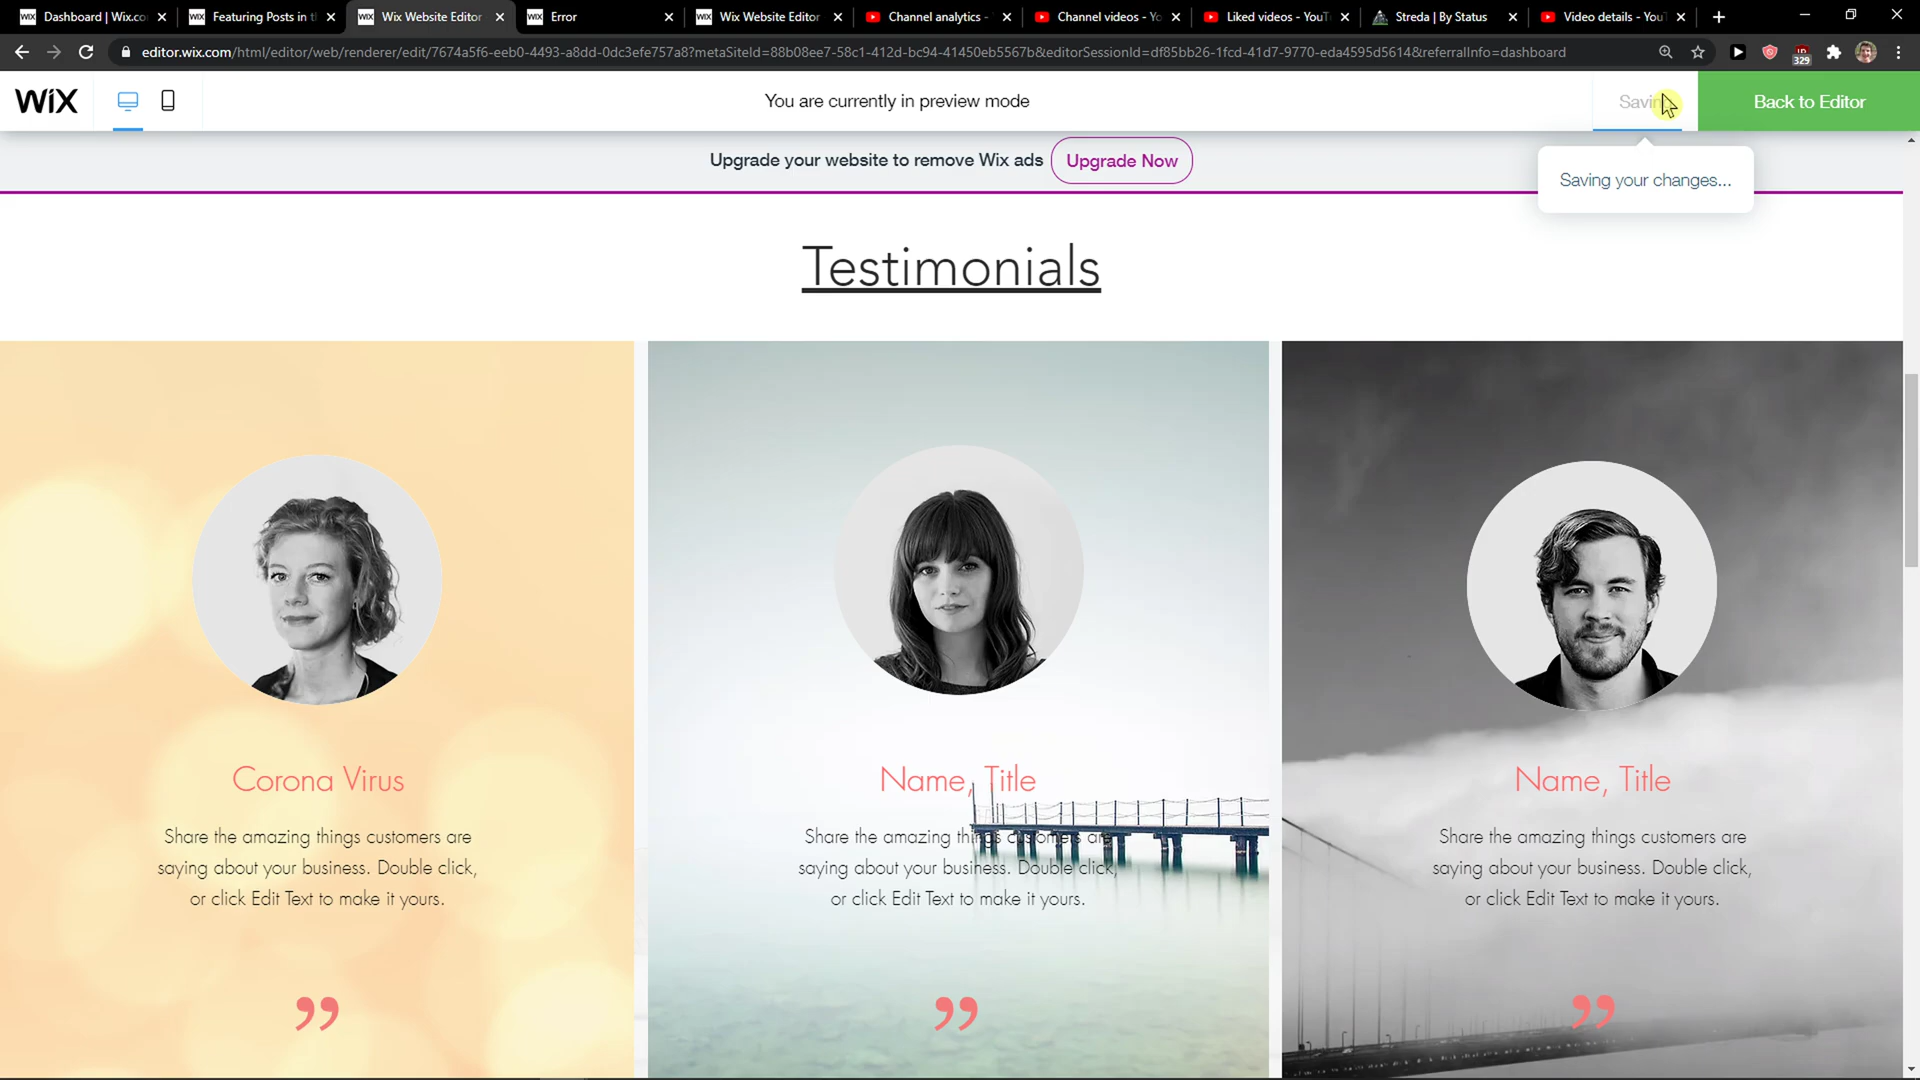 Dashboard | Wix.co
Featuring Posts in t
Wix Website Editor
Error
Wix Website Editor
Channel analytics -
Channel videos - Yo
Liked videos - YouT
Streda | By Status
Video details - YouT
editor.wix.com/html/editor/web/renderer/edit/7674a5f6-eeb0-4493-a8dd-0dc3efe757a8?metaSiteId=88b08ee7-58c1-412d-bc94-41450eb5567b&editorSessionId=df85bb26-1fcd-41d7-9770-eda4595d5614&referralInfo=dashboard
329
WiX
You are currently in preview mode
Saving
Back to Editor
Upgrade your website to remove Wix ads
Upgrade Now
Saving your changes...
Testimonials
Corona Virus
Share the amazing things customers are
saying about your business. Double click,
or click Edit Text to make it yours.
Name, Title
Share the amazing things customers are
saying about your business. Double click,
or click Edit Text to make it yours.
Name, Title
Share the amazing things customers are
saying about your business. Double click,
or click Edit Text to make it yours.